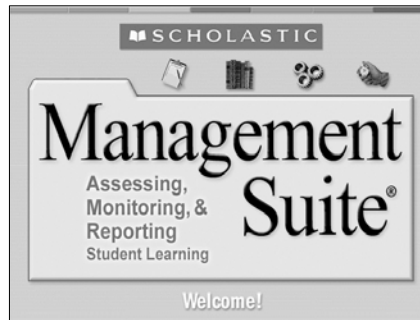 SCHOLASTIC
Management
Suite®
Assessing,
Monitoring, &
Reporting
Student Learning
Welcome!